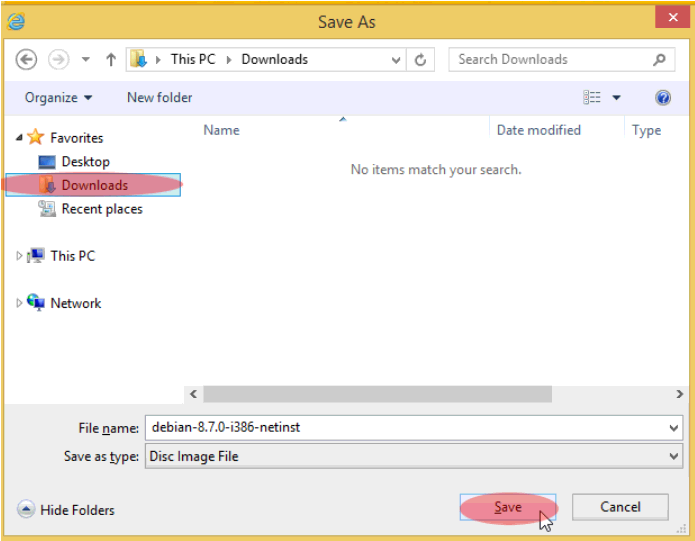 Save As
This PC Downloads
Search Downloads
Organize New folder
Favorites
Name Date modified Type
Desktop
No items match your search.
Downloads
Recent places
This PC
Network
File name: debian-8.7.0-i386-netinst
Save as type: Disc Image File
Hide Folders
Save Cancel